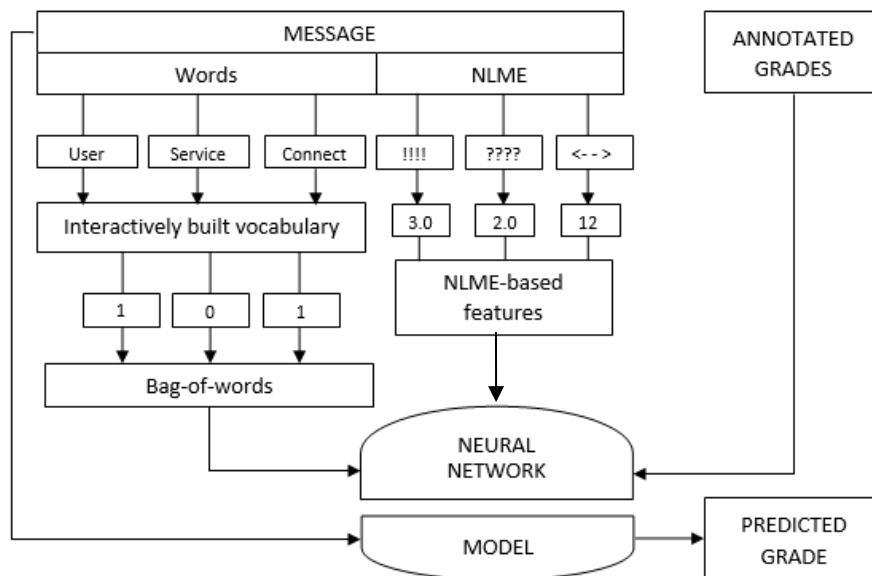 MESSAGE
ANNOTATED
GRADES
Words
NLME
User
Service
Connect
!!!!
????
<-->
Interactively built vocabulary
3.0
2.0
12
NLME-based
features
1
0
1
Bag-of-words
NEURAL
NETWORK
MODEL
PREDICTED
GRADE